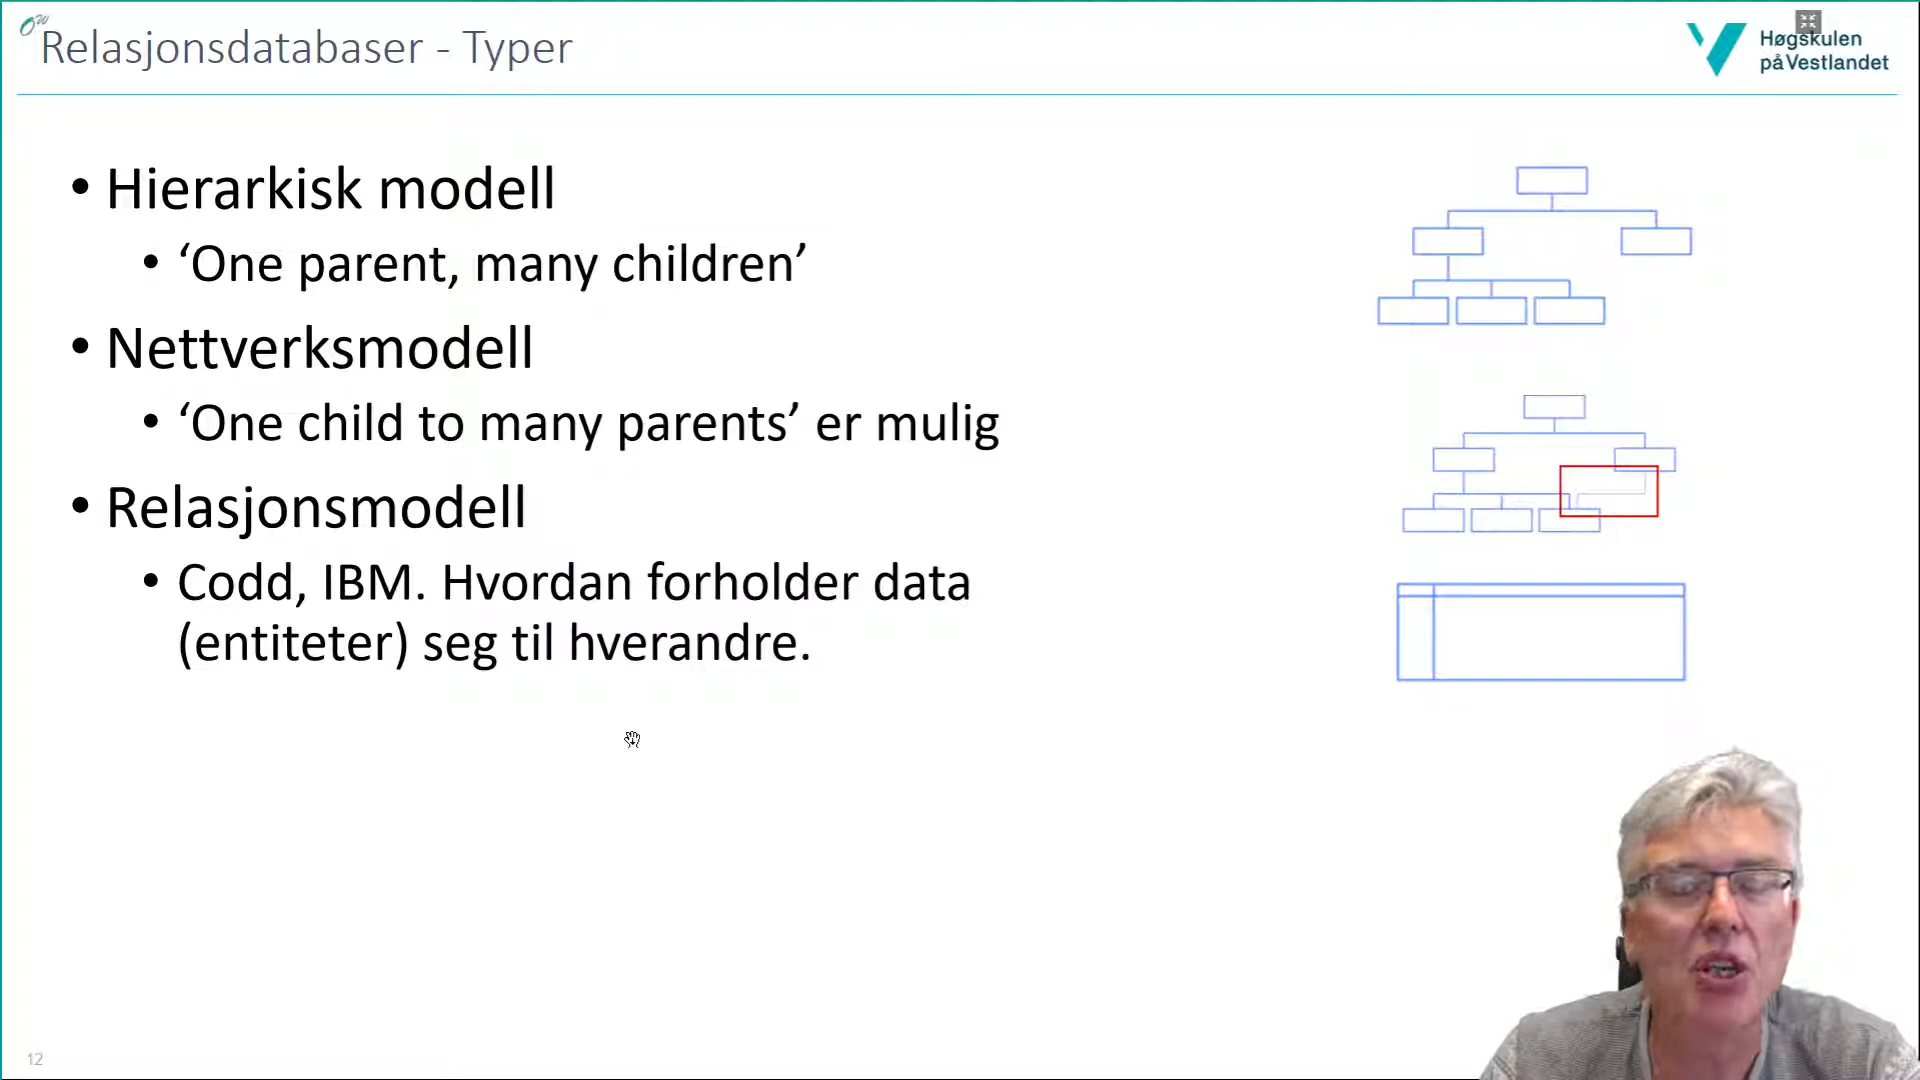 Relasjonsdatabaser - Typer
Høgskulen
på Vestlandet
• Hierarkisk modell
• ‘One parent, many children’
• Nettverksmodell
• ‘One child to many parents’ er mulig
• Relasjonsmodell
• Codd, IBM. Hvordan forholder data
(entiteter) seg til hverandre.
12